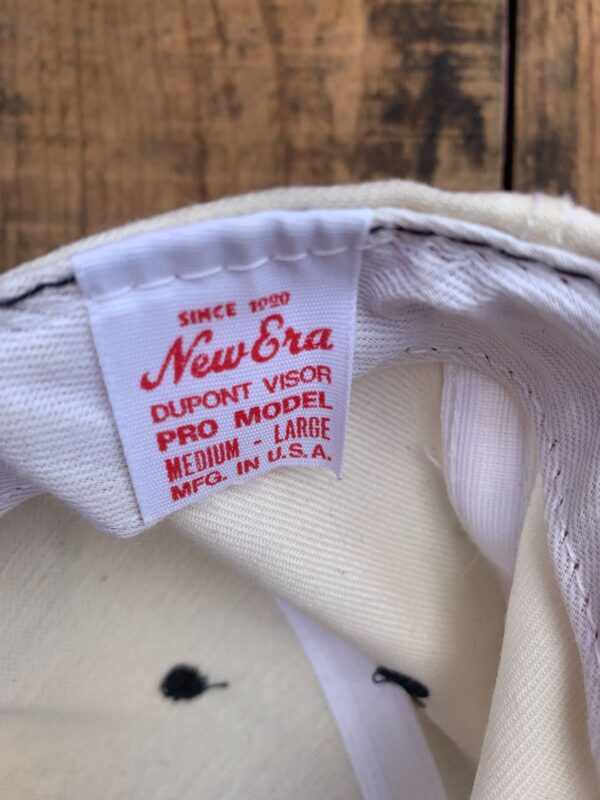 SINCE 1920
New Era
DUPONT VISOR
PRO MODEL
MEDIUM - LARGE
MFG. IN U.S.A.